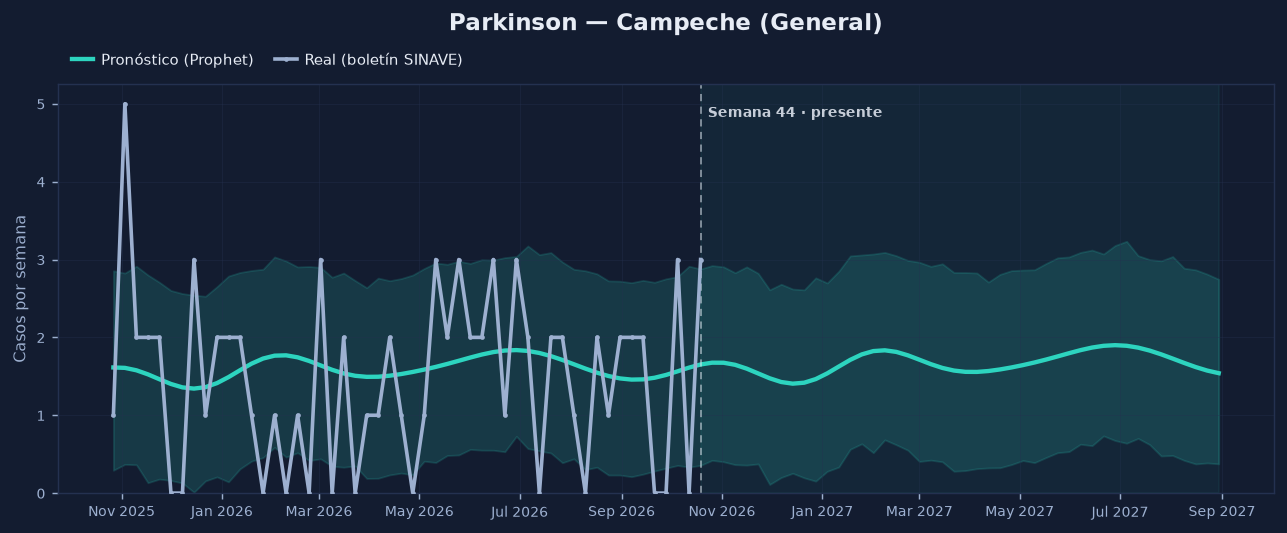 Parkinson — Campeche (General)
Pronóstico (Prophet) Real (boletín SINAVE)
Semana 44 · presente
Casos por semana
5
4
3
2
1
0
Nov 2025 Jan 2026 Mar 2026 May 2026 Jul 2026 Sep 2026 Nov 2026 Jan 2027 Mar 2027 May 2027 Jul 2027 Sep 2027